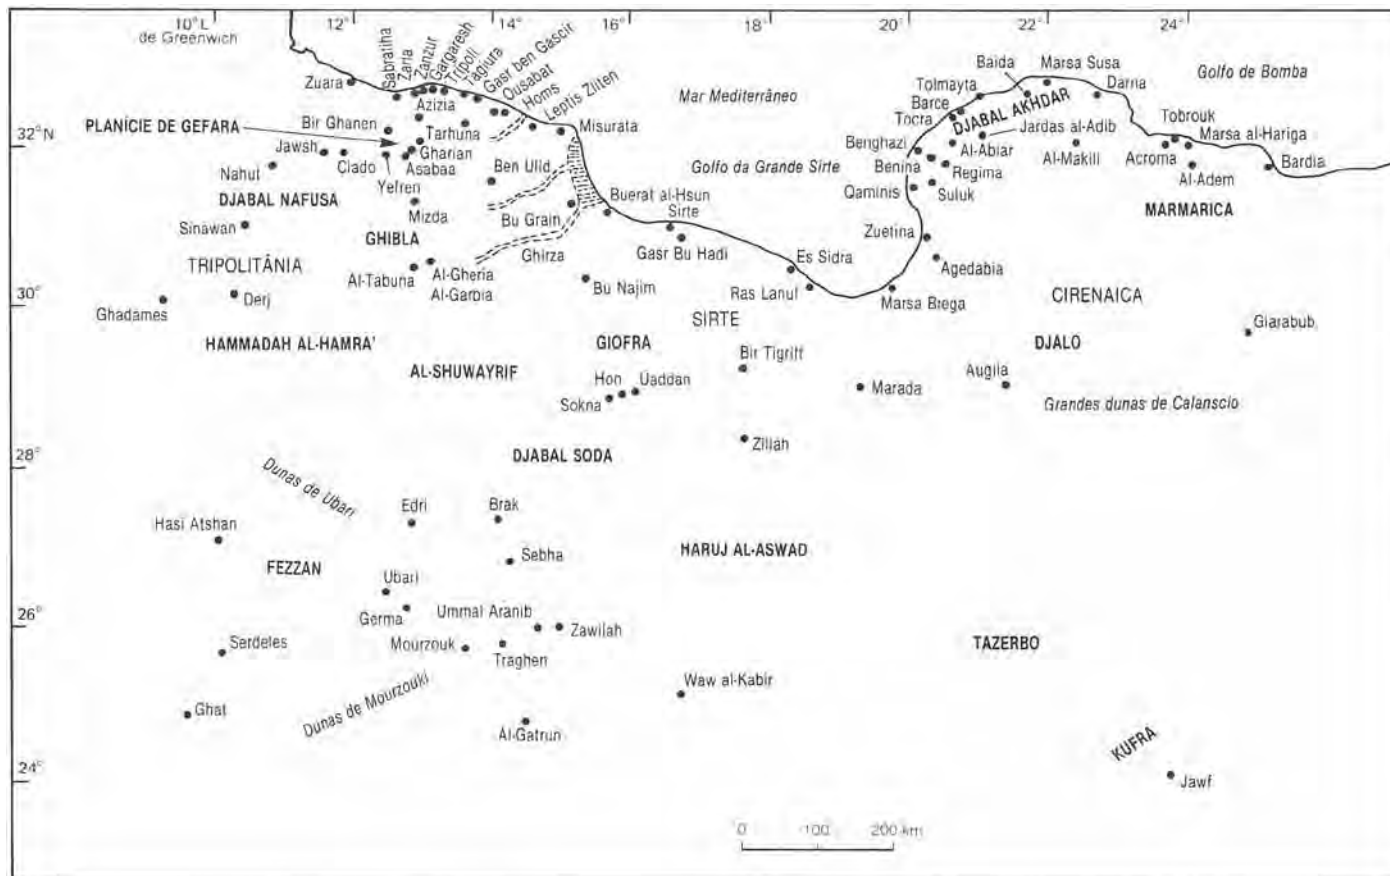 10°L
12°
14°
16°
18°
20°
22°
24°
de Greenwich
Zuara
Sabratiha
Zaria
Zanzur
Gargaresh
Tripoli
Tagiura
Gasr ben Gascir
Ousabat
Homs
Leptis Zliten
Misurata
Azizia
PLANÍCIE DE GEFARA
Bir Ghanen
Tarhuna
Gharian
Asabaa
32°N
Jawsh
Clado
Yefren
Nahut
DJABAL NAFUSA
Mizda
Ben Ulid
Bu Grain
Ghirza
Buerat al-Hsun
Sirte
Gasr Bu Hadi
Sinawan
GHIBLA
TRIPOLITÂNIA
Al-Tabuna
Al-Gheria
Al-Garbia
Bu Najim
Ghadames
Derj
30°
Mar Mediterrâneo
Golfo da Grande Sirte
Golfo de Bomba
Tolmayta
Baida
Marsa Susa
Darna
Barce
Tocra
DJABAL AKHDAR
Jardas al-Adib
Tobrouk
Marsa al-Hariga
Benghazi
Al-Abiar
Al-Makili
Acroma
Bardia
Benina
Regima
Al-Adem
Qaminis
Suluk
MARMARICA
Zuetina
Agedabia
Es Sidra
Ras Lanuf
Marsa Brega
CIRENAICA
SIRTE
Giarabub
HAMMADAH AL-HAMRA'
GIOFRA
DJALO
AL-SHUWAYRIF
Bir Tigriff
Hon
Uaddan
Sokna
Marada
Augila
Grandes dunas de Calanscio
Zillah
DJABAL SODA
28°
Dunas de Ubari
Edri
Brak
Hasi Atshan
Sebha
HARUJ AL-ASWAD
FEZZAN
Ubari
Germa
Ummal Aranib
26°
Zawilah
Serdeles
Mourzouk
Traghen
TAZERBO
Waw al-Kabir
Ghat
Dunas de Mourzouki
Al-Gatrun
KUFRA
24°
Jawf
0 100 200 km